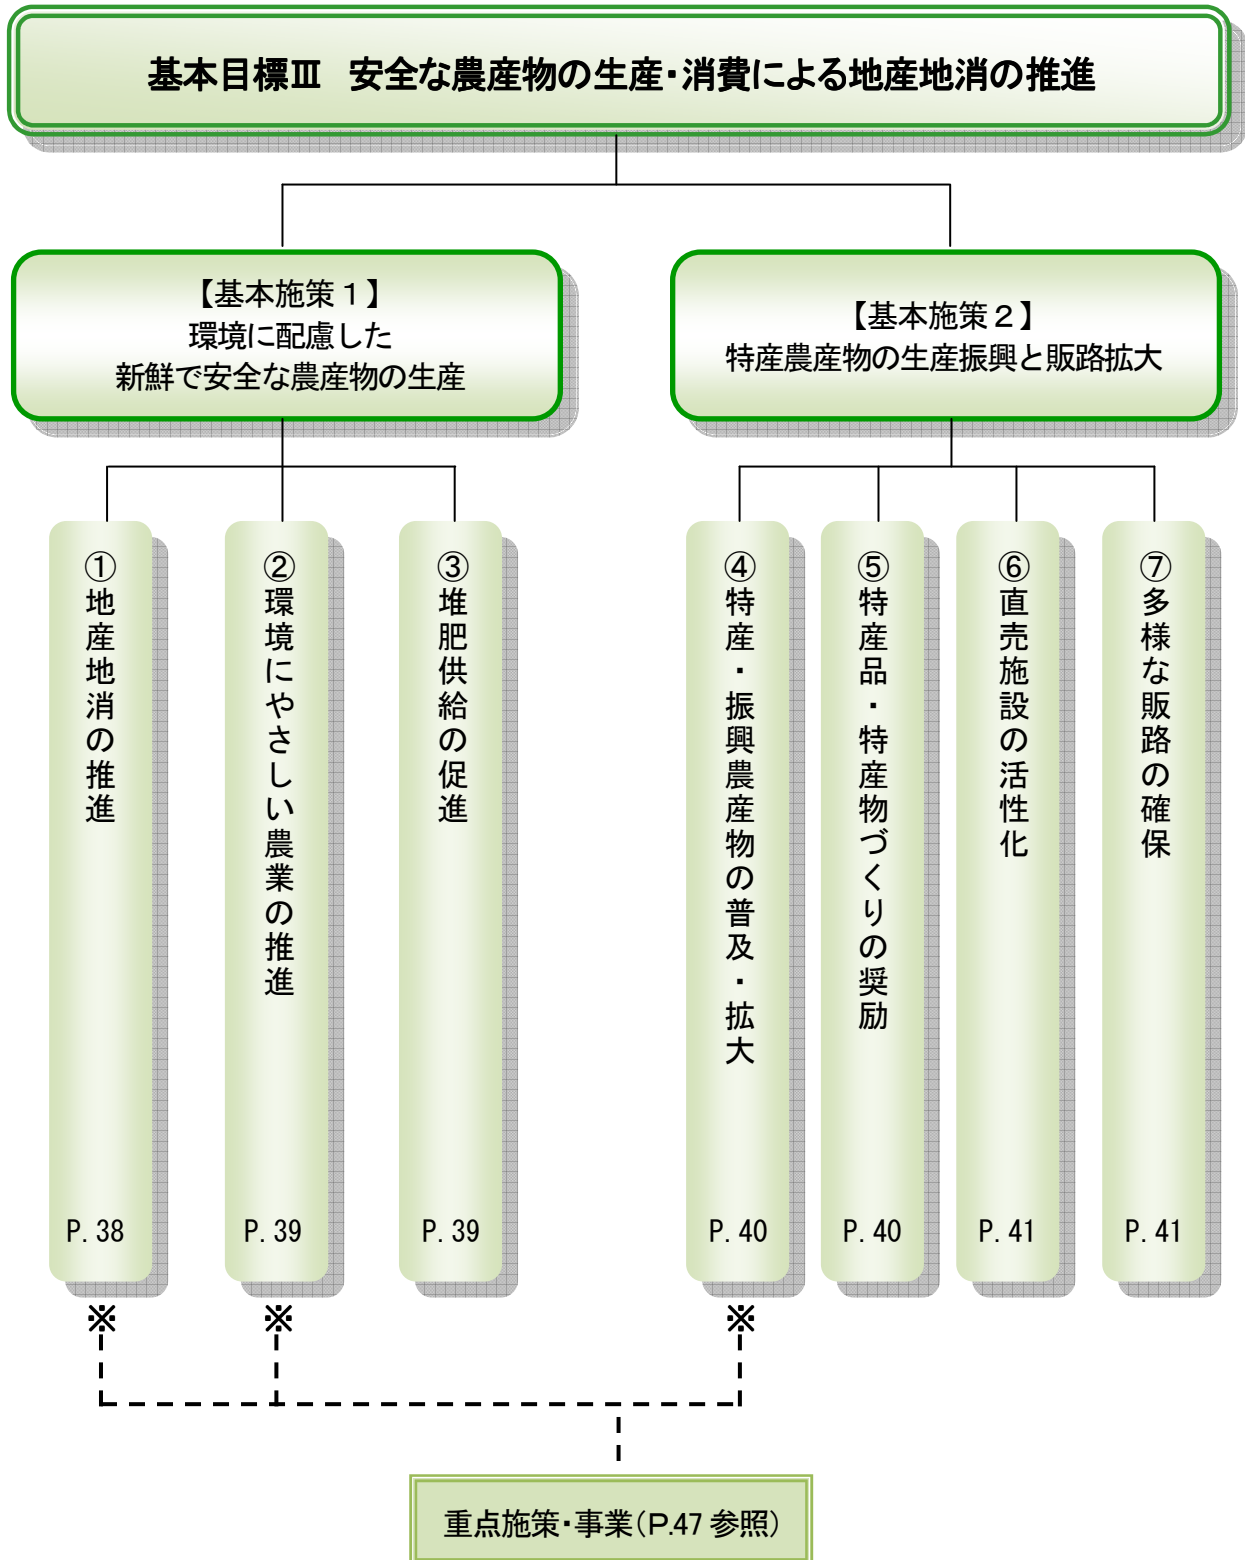 基本目標Ⅲ　安全な農産物の生産・消費による地産地消の推進
【基本施策１】
環境に配慮した
新鮮で安全な農産物の生産
【基本施策２】
特産農産物の生産振興と販路拡大
①地産地消の推進
P.38
②環境にやさしい農業の推進
P.39
③堆肥供給の促進
P.39
④特産・振興農産物の普及・拡大
P.40
⑤特産品・特産物づくりの奨励
P.40
⑥直売施設の活性化
P.41
⑦多様な販路の確保
P.41
※
※
※
重点施策・事業（P.47 参照）